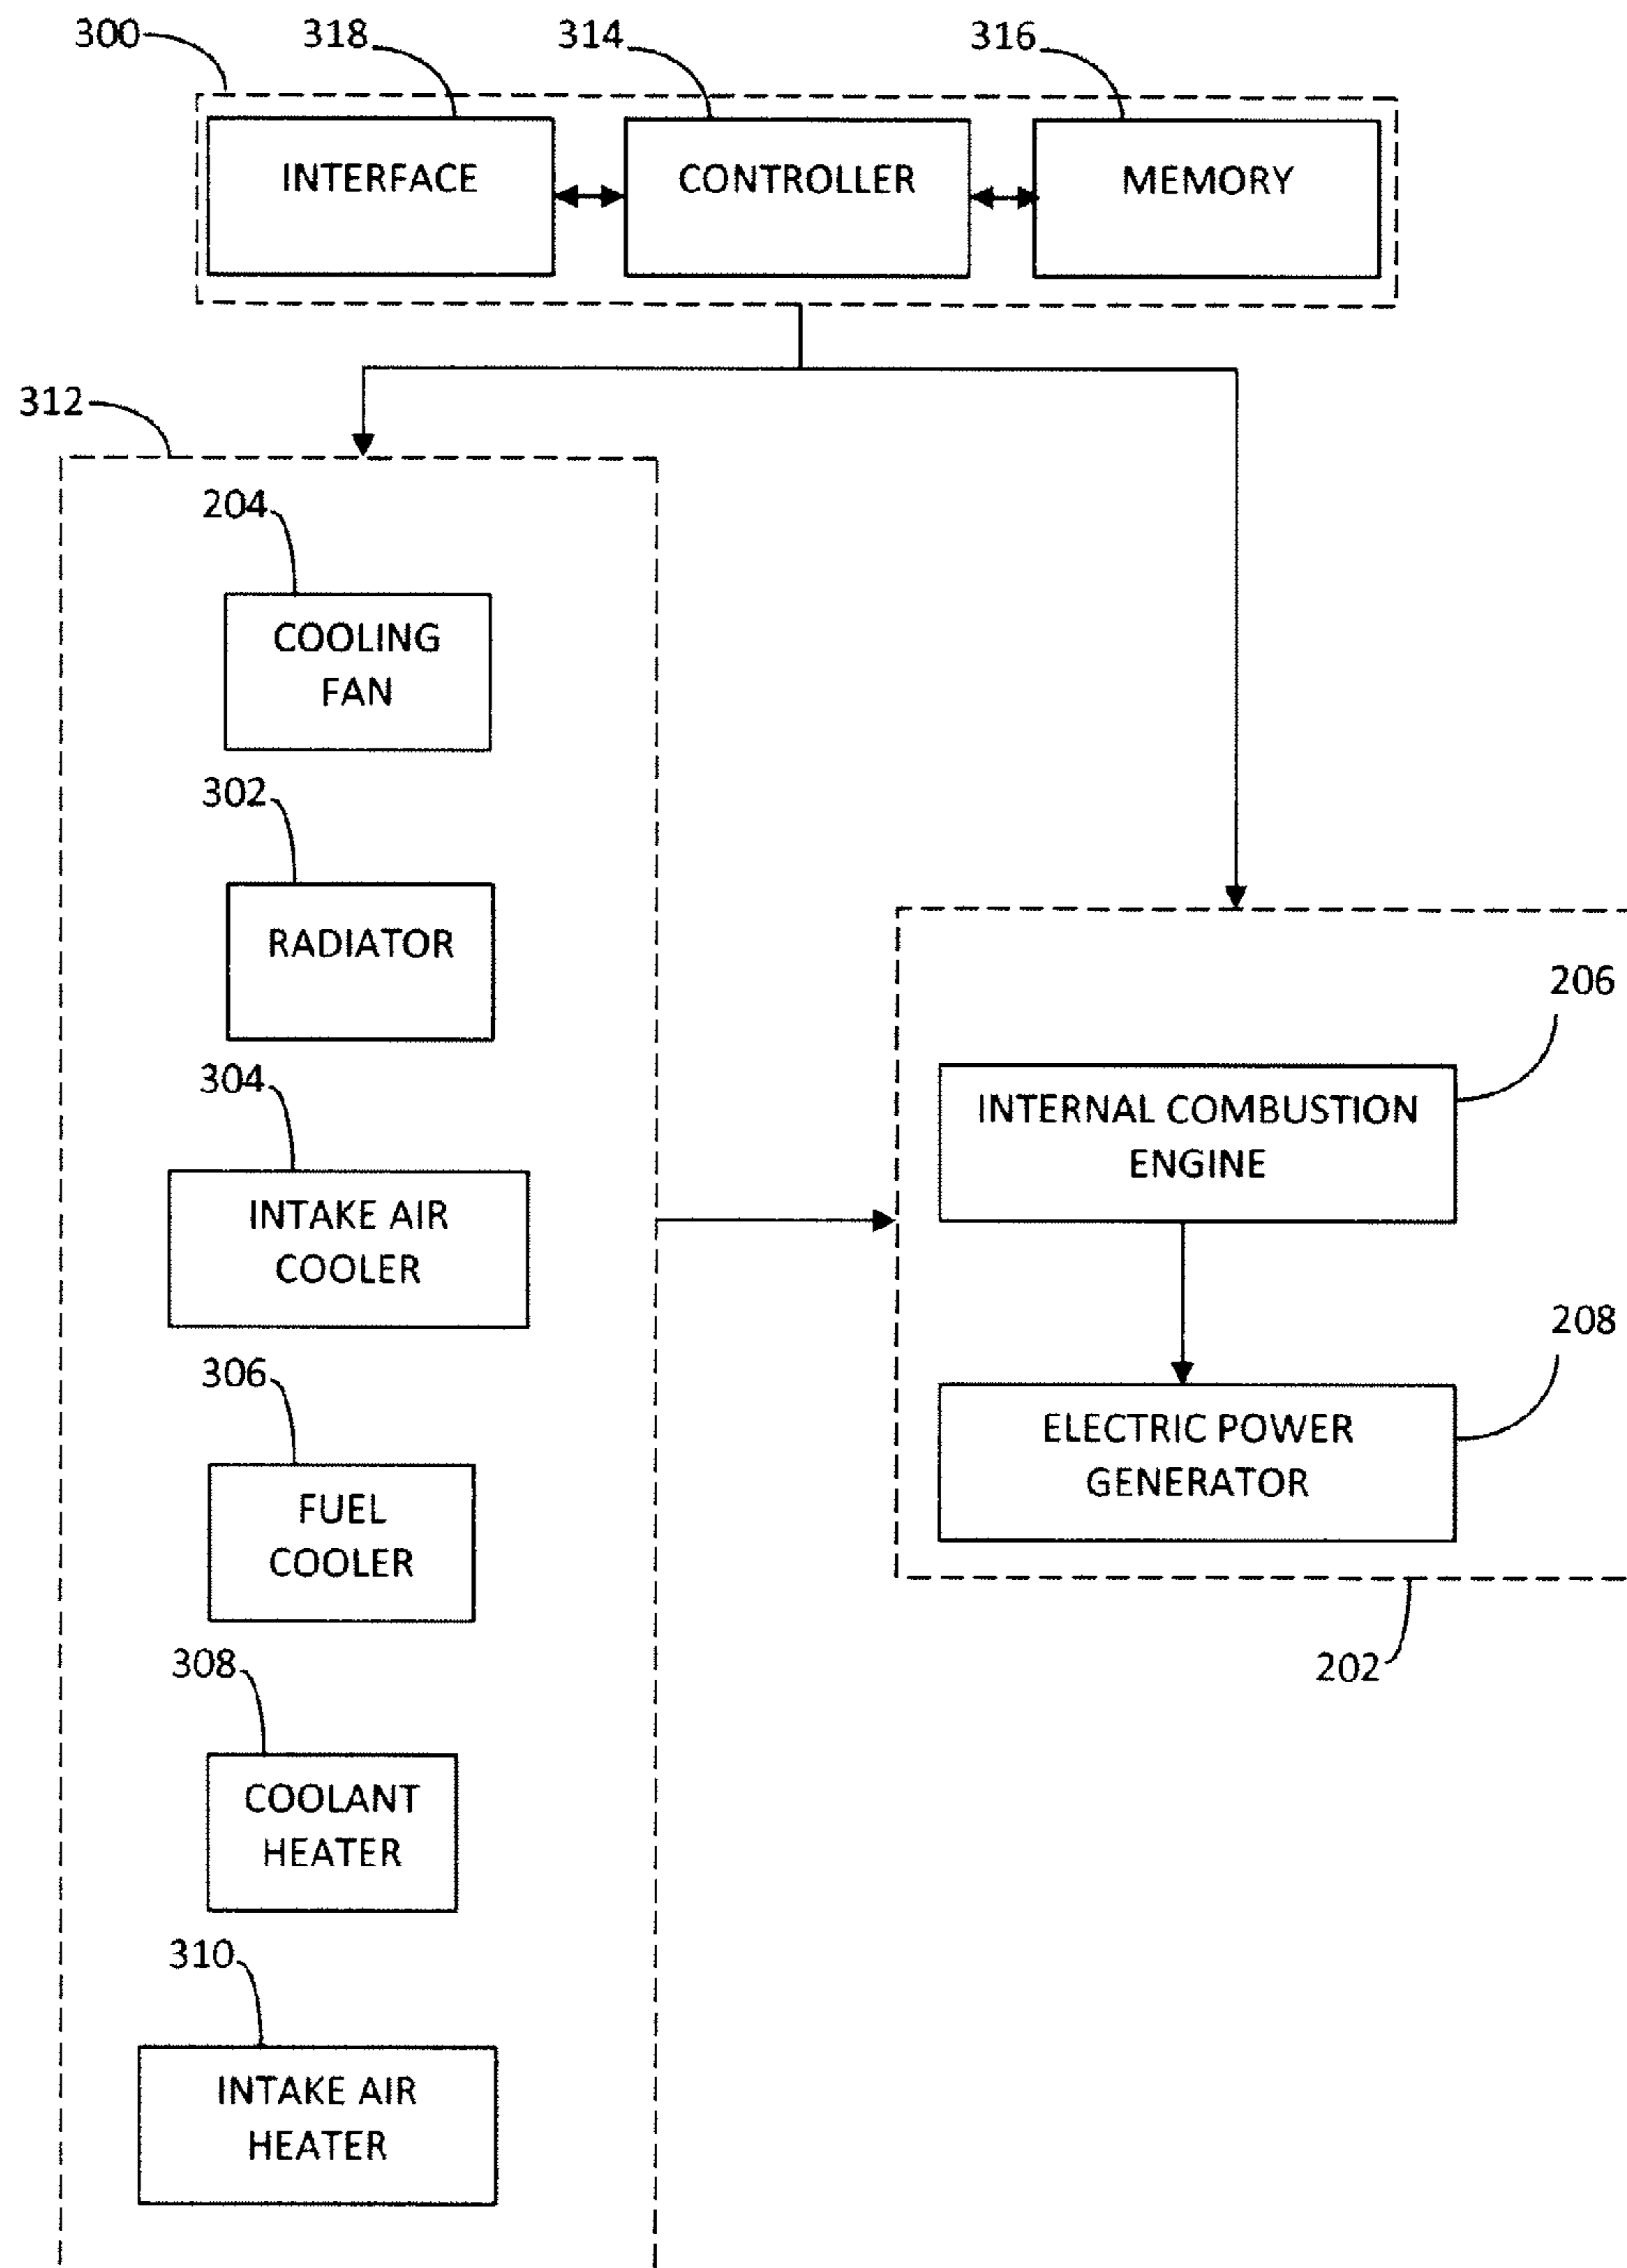 300
318
314
316
INTERFACE
CONTROLLER
MEMORY
312
204
COOLING
FAN
302
RADIATOR
304
INTAKE AIR
COOLER
306
FUEL
COOLER
308
COOLANT
HEATER
310
INTAKE AIR
HEATER
206
INTERNAL COMBUSTION
ENGINE
208
ELECTRIC POWER
GENERATOR
202